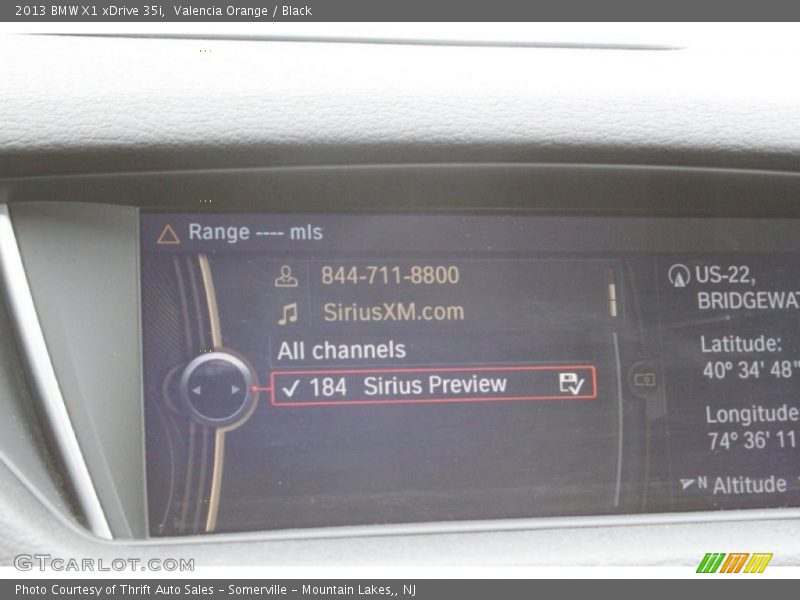 2013 BMW X1 xDrive 35i, Valencia Orange / Black
Range ---- mls
844-711-8800
SiriusXM.com
All channels
184 Sirius Preview
US-22,
BRIDGEWAT
Latitude:
40° 34' 48"
Longitude
74° 36' 11
N Altitude
GTCARLOT.COM
Photo Courtesy of Thrift Auto Sales - Somerville - Mountain Lakes,, NJ